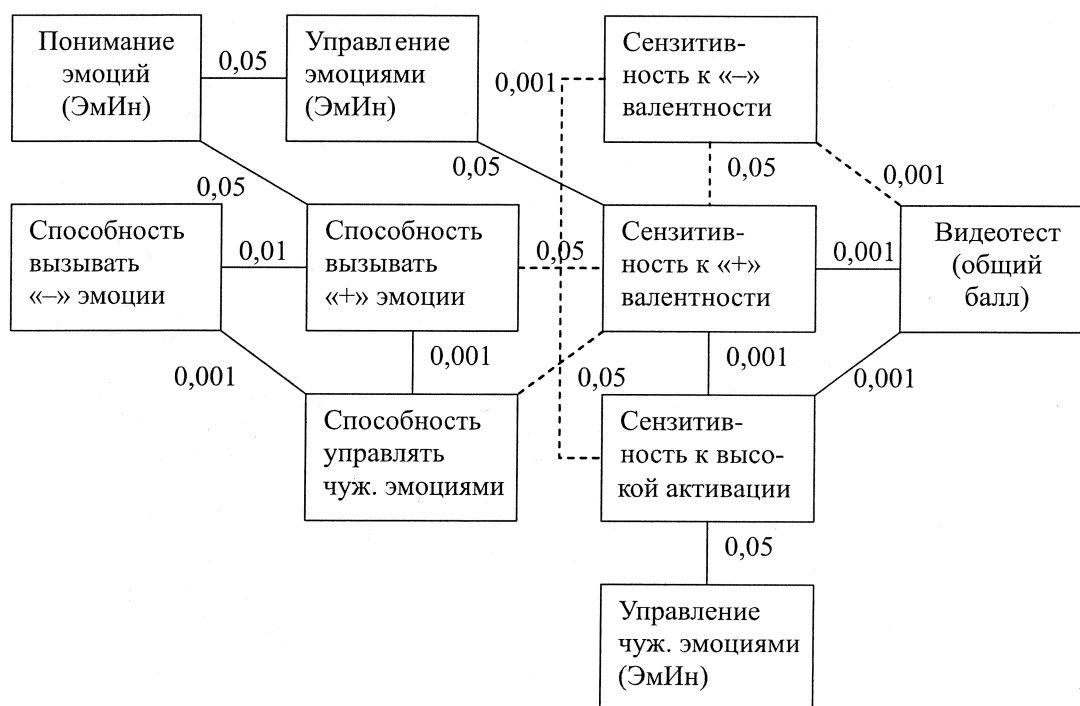 Понимание
эмоций
(ЭмИн)
0,05
Управление
эмоциями
(ЭмИн)
0,001
Сензитив-
ность к «–»
валентности
0,05
0,05
0,05
0,001
Способность
вызывать
«–» эмоции
0,01
Способность
вызывать
«+» эмоции
0,05
Сензитив-
ность к «+»
валентности
0,001
Видеотест
(общий
балл)
0,001
0,001
0,05
0,001
0,001
Способность
управлять
чуж. эмоциями
Сензитив-
ность к высо-
кой активации
0,05
Управление
чуж. эмоциями
(ЭмИн)